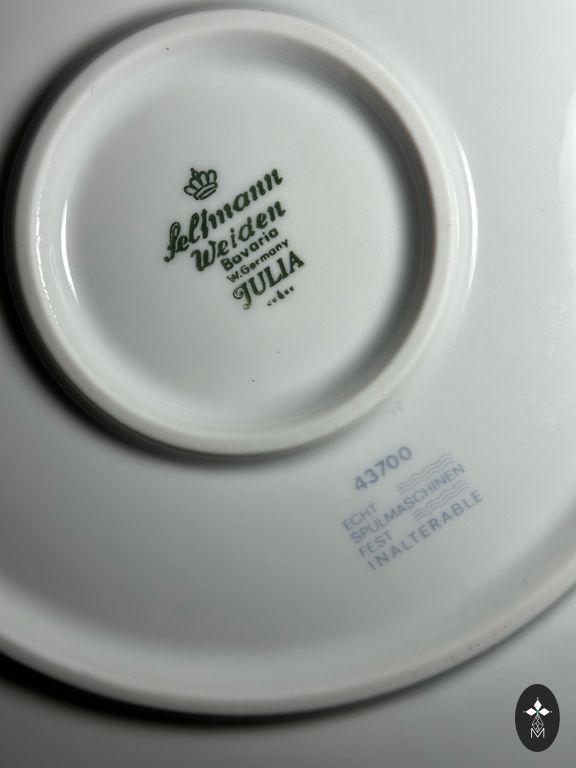 Seltmann
Weiden
Bavaria
W.Germany
JULIA
43700
ECHT
SPÜLMASCHINEN
FEST
INALTERABLE
M